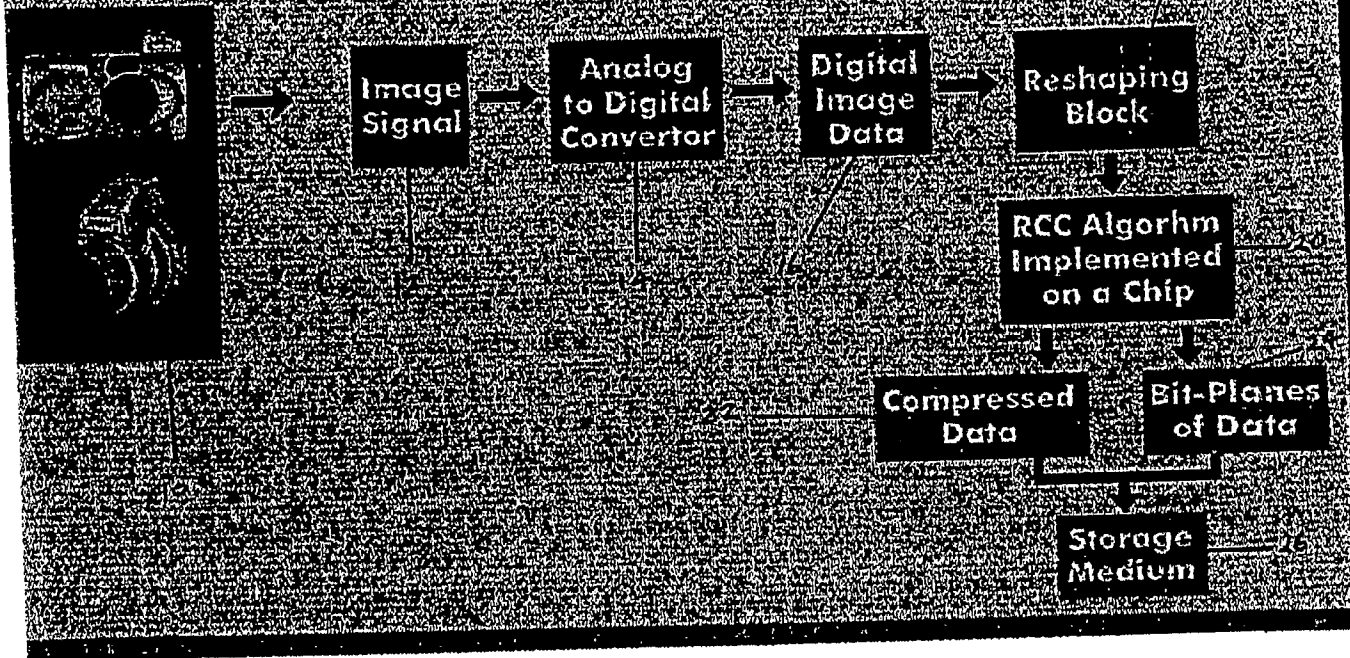 Image
Signal
Analog
to Digital
Convertor
Digital
Image
Data
Reshaping
Block
RCC Algorhm
Implemented
on a Chip
Compressed
Data
Bit-Planes
of Data
Storage
Medium